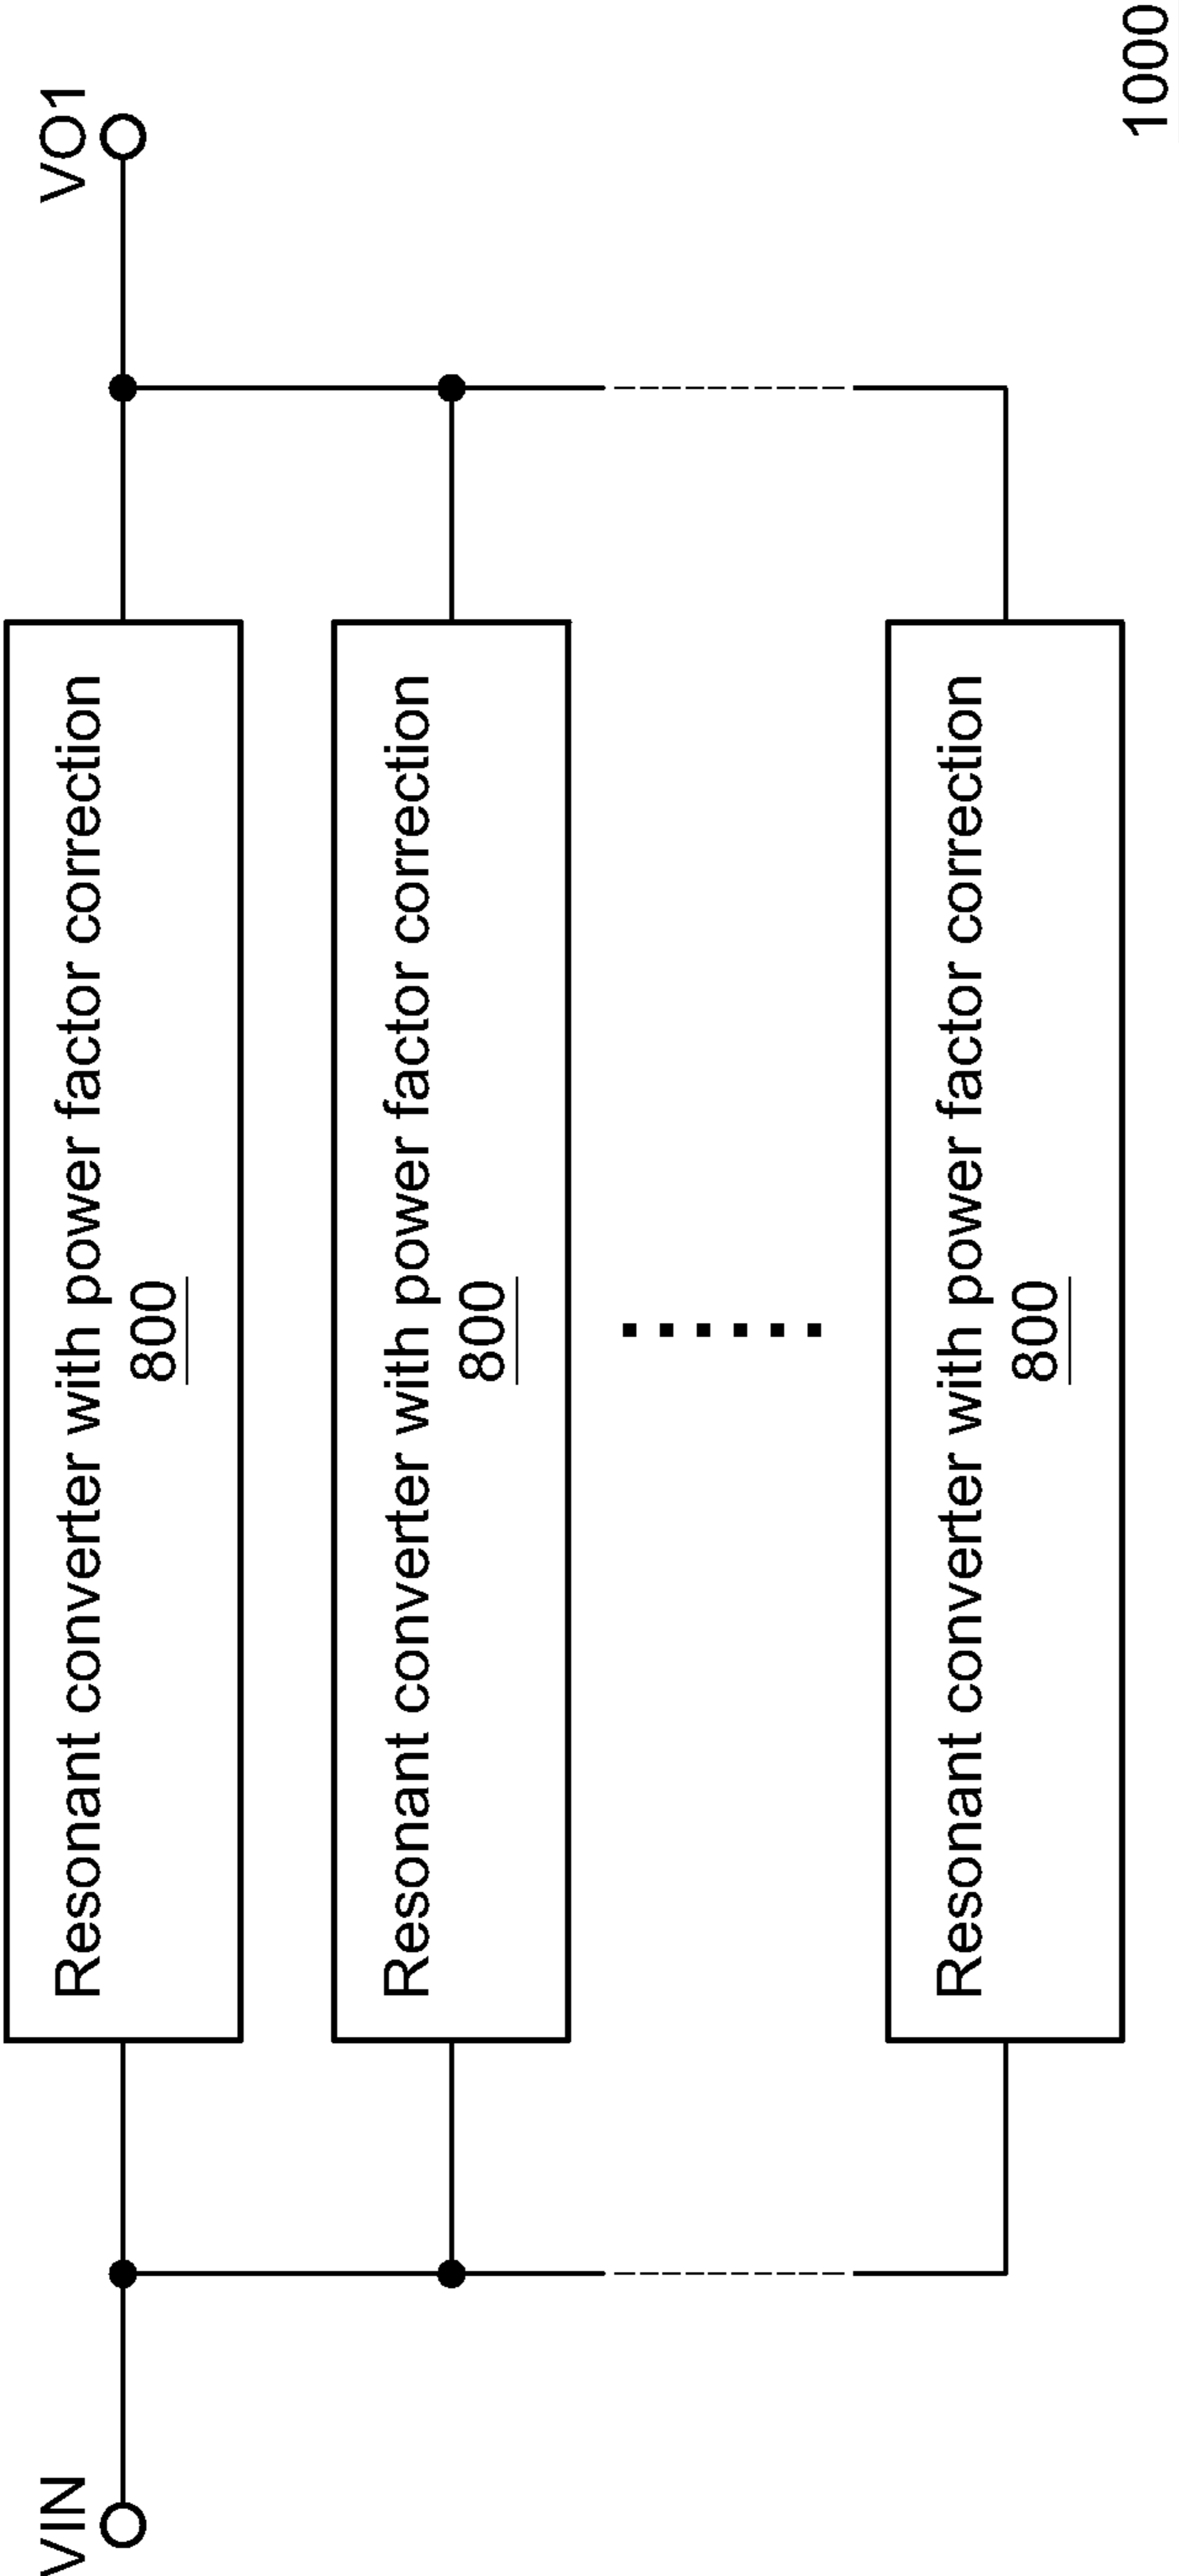 VIN
VO1
Resonant converter with power factor correction
800
Resonant converter with power factor correction
800
Resonant converter with power factor correction
800
1000